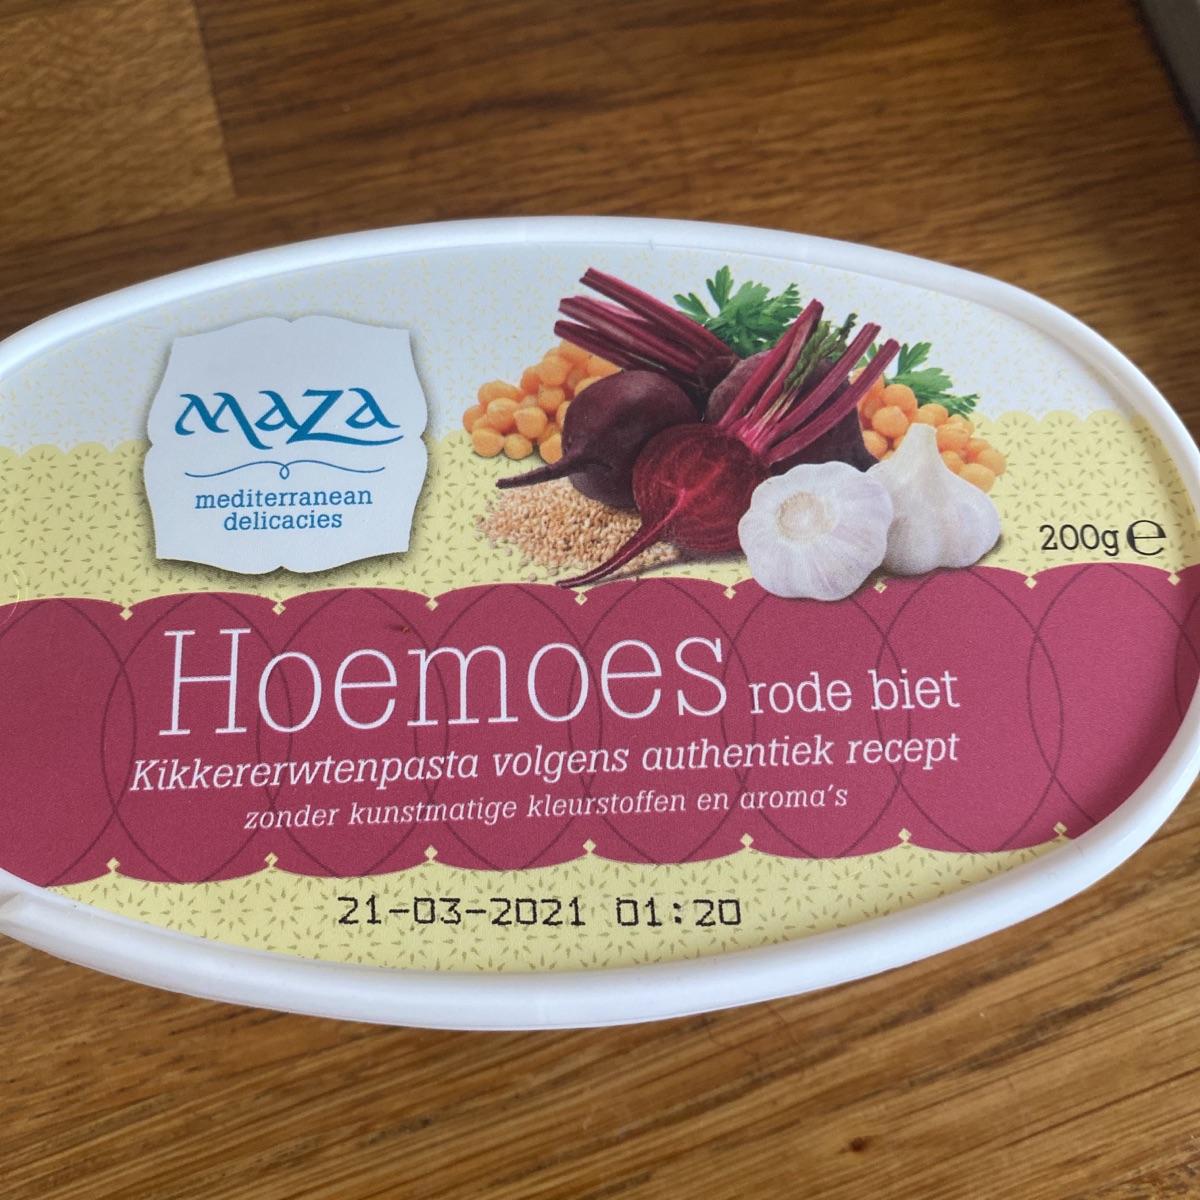 maza
mediterranean
delicacies
200g ℮
Hoemoes rode biet
Kikkererwtenpasta volgens authentiek recept
zonder kunstmatige kleurstoffen en aroma's
21-03-2021 01:20